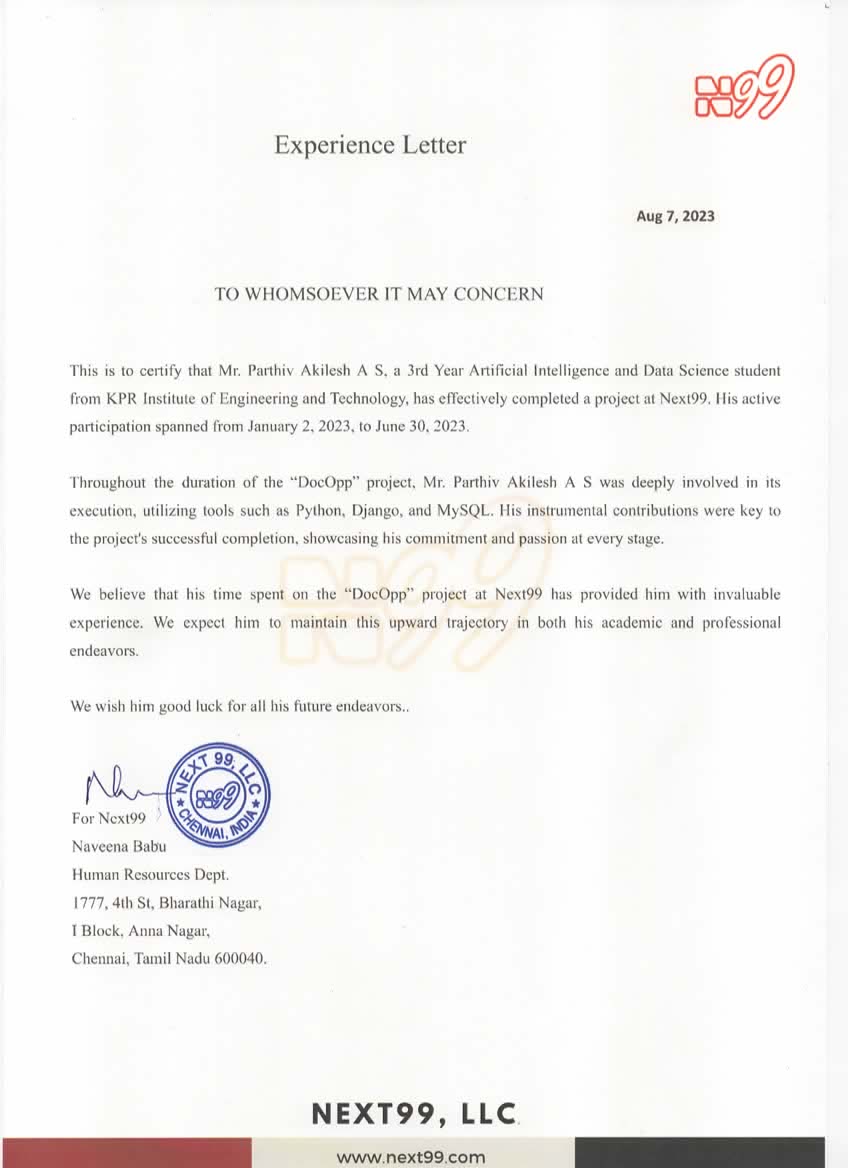 N99
Experience Letter
Aug 7, 2023
TO WHOMSOEVER IT MAY CONCERN
This is to certify that Mr. Parthiv Akilesh A S, a 3rd Year Artificial Intelligence and Data Science student
from KPR Institute of Engineering and Technology, has effectively completed a project at Next99. His active
participation spanned from January 2, 2023, to June 30, 2023.
Throughout the duration of the “DocOpp” project, Mr. Parthiv Akilesh A S was deeply involved in its
execution, utilizing tools such as Python, Django, and MySQL. His instrumental contributions were key to
the project's successful completion, showcasing his commitment and passion at every stage.
N99
We believe that his time spent on the “DocOpp” project at Next99 has provided him with invaluable
experience. We expect him to maintain this upward trajectory in both his academic and professional
endeavors.
We wish him good luck for all his future endeavors..
NEXT 99, LLC
N99
CHENNAI, INDIA
For Next99
Naveena Babu
Human Resources Dept.
1777, 4th St, Bharathi Nagar,
I Block, Anna Nagar,
Chennai, Tamil Nadu 600040.
NEXT99, LLC
www.next99.com